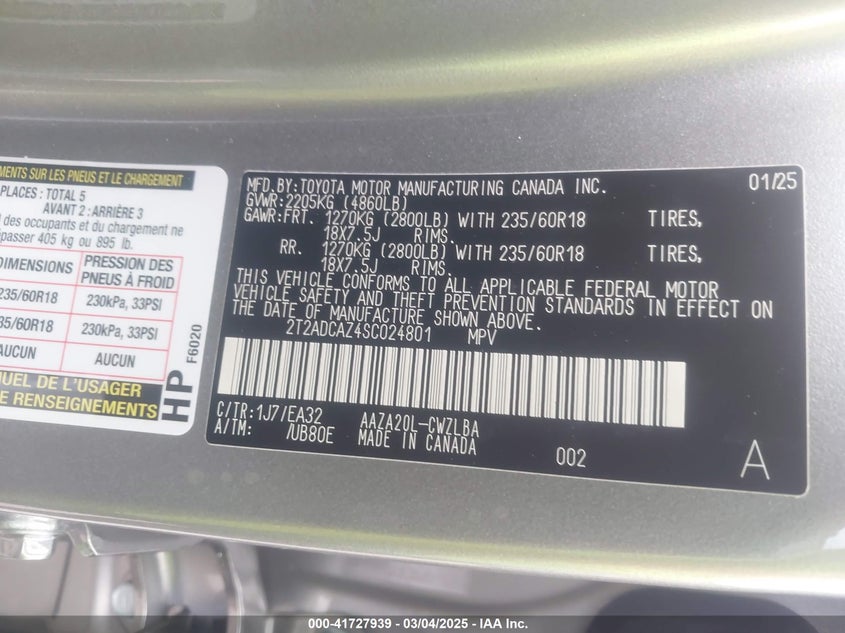 MENTS SUR LES PNEUS ET LE CHARGEMENT
PLACES : TOTAL 5
AVANT 2 : ARRIÈRE 3
des occupants et du chargement ne
épasser 405 kg ou 895 lb.
DIMENSIONS PRESSION DES PNEUS À FROID
235/60R18 230kPa, 33PSI
235/60R18 230kPa, 33PSI
AUCUN AUCUN
UEL DE L'USAGER
E RENSEIGNEMENTS
HP
F6020
MFD.BY:TOYOTA MOTOR MANUFACTURING CANADA INC. 01/25
GVWR:2205KG (4860LB)
GAWR:FRT. 1270KG (2800LB) WITH 235/60R18 TIRES,
18X7.5J RIMS.
RR. 1270KG (2800LB) WITH 235/60R18 TIRES,
18X7.5J RIMS.
THIS VEHICLE CONFORMS TO ALL APPLICABLE FEDERAL MOTOR
VEHICLE SAFETY AND THEFT PREVENTION STANDARDS IN EFFECT ON
THE DATE OF MANUFACTURE SHOWN ABOVE.
2T2ADCAZ4SC024801 MPV
C/TR:1J7/EA32 AAZA20L-CWZLBA
A/TM: /UB80E MADE IN CANADA
002
A
000-41727939 - 03/04/2025 - IAA Inc.